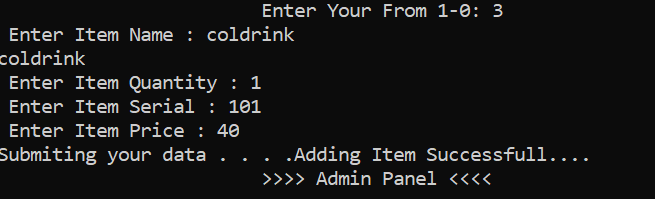 Enter Your From 1-0: 3
Enter Item Name : coldrink
coldrink
Enter Item Quantity : 1
Enter Item Serial : 101
Enter Item Price : 40
Submiting your data . . . .Adding Item Successfull....
>>>> Admin Panel <<<<